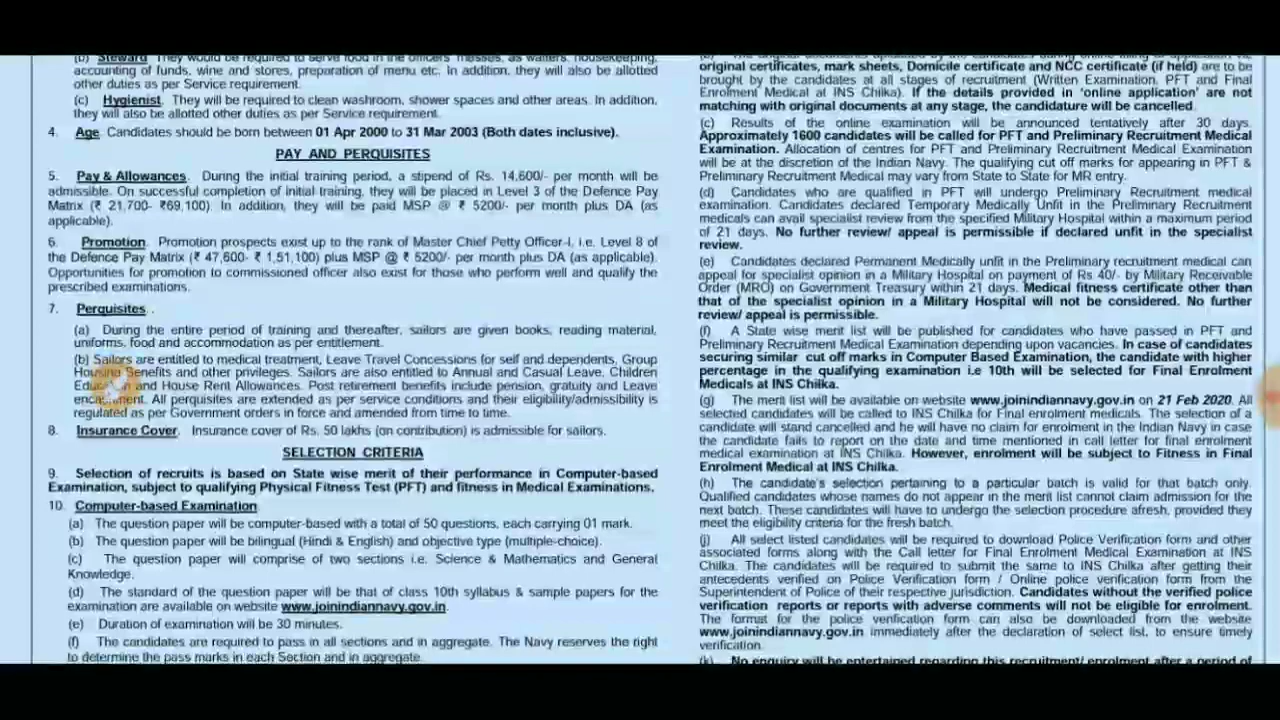 (b) Steward They would be required to serve food in the officers' messes, as waiters, housekeeping,
accounting of funds, wine and stores, preparation of menu etc. In addition, they will also be allotted
other duties as per Service requirement.
(c) Hygienist. They will be required to clean washroom, shower spaces and other areas. In addition,
they will also be allotted other duties as per Service requirement.
4. Age. Candidates should be born between 01 Apr 2000 to 31 Mar 2003 (Both dates inclusive).
PAY AND PERQUISITES
5. Pay & Allowances. During the initial training period, a stipend of Rs. 14,600/- per month will be
admissible. On successful completion of initial training, they will be placed in Level 3 of the Defence Pay
Matrix (₹ 21,700- ₹69,100). In addition, they will be paid MSP @ ₹ 5200/- per month plus DA (as
applicable).
6. Promotion. Promotion prospects exist up to the rank of Master Chief Petty Officer-I, i.e. Level 8 of
the Defence Pay Matrix (₹ 47,600- ₹ 1,51,100) plus MSP @ ₹ 5200/- per month plus DA (as applicable).
Opportunities for promotion to commissioned officer also exist for those who perform well and qualify the
prescribed examinations.
7. Perquisites .
(a) During the entire period of training and thereafter, sailors are given books, reading material,
uniforms, food and accommodation as per entitlement.
(b) Sailors are entitled to medical treatment, Leave Travel Concessions for self and dependents, Group
Housing Benefits and other privileges. Sailors are also entitled to Annual and Casual Leave, Children
Education and House Rent Allowances. Post retirement benefits include pension, gratuity and Leave
encashment. All perquisites are extended as per service conditions and their eligibility/admissibility is
regulated as per Government orders in force and amended from time to time.
8. Insurance Cover. Insurance cover of Rs. 50 lakhs (on contribution) is admissible for sailors.
SELECTION CRITERIA
9. Selection of recruits is based on State wise merit of their performance in Computer-based
Examination, subject to qualifying Physical Fitness Test (PFT) and fitness in Medical Examinations.
10. Computer-based Examination
(a) The question paper will be computer-based with a total of 50 questions, each carrying 01 mark.
(b) The question paper will be bilingual (Hindi & English) and objective type (multiple-choice).
(c) The question paper will comprise of two sections i.e. Science & Mathematics and General
Knowledge.
(d) The standard of the question paper will be that of class 10th syllabus & sample papers for the
examination are available on website www.joinindiannavy.gov.in.
(e) Duration of examination will be 30 minutes.
(f) The candidates are required to pass in all sections and in aggregate. The Navy reserves the right
to determine the pass marks in each Section and in aggregate.
original certificates, mark sheets, Domicile certificate and NCC certificate (if held) are to be
brought by the candidates at all stages of recruitment (Written Examination, PFT and Final
Enrolment Medical at INS Chilka). If the details provided in 'online application' are not
matching with original documents at any stage, the candidature will be cancelled.
(c) Results of the online examination will be announced tentatively after 30 days.
Approximately 1600 candidates will be called for PFT and Preliminary Recruitment Medical
Examination. Allocation of centres for PFT and Preliminary Recruitment Medical Examination
will be at the discretion of the Indian Navy. The qualifying cut off marks for appearing in PFT &
Preliminary Recruitment Medical may vary from State to State for MR entry.
(d) Candidates who are qualified in PFT will undergo Preliminary Recruitment medical
examination. Candidates declared Temporary Medically Unfit in the Preliminary Recruitment
medicals can avail specialist review from the specified Military Hospital within a maximum period
of 21 days. No further review/ appeal is permissible if declared unfit in the specialist
review.
(e) Candidates declared Permanent Medically unfit in the Preliminary recruitment medical can
appeal for specialist opinion in a Military Hospital on payment of Rs 40/- by Military Receivable
Order (MRO) on Government Treasury within 21 days. Medical fitness certificate other than
that of the specialist opinion in a Military Hospital will not be considered. No further
review/ appeal is permissible.
(f) A State wise merit list will be published for candidates who have passed in PFT and
Preliminary Recruitment Medical Examination depending upon vacancies. In case of candidates
securing similar cut off marks in Computer Based Examination, the candidate with higher
percentage in the qualifying examination i.e 10th will be selected for Final Enrolment
Medicals at INS Chilka.
(g) The merit list will be available on website www.joinindiannavy.gov.in on 21 Feb 2020. All
selected candidates will be called to INS Chilka for Final enrolment medicals. The selection of
a candidate will stand cancelled and he will have no claim for enrolment in the Indian Navy in case
the candidate fails to report on the date and time mentioned in call letter for final enrolment
medical examination at INS Chilka. However, enrolment will be subject to Fitness in Final
Enrolment Medical at INS Chilka.
(h) The candidate's selection pertaining to a particular batch is valid for that batch only.
Qualified candidates whose names do not appear in the merit list cannot claim admission for the
next batch. These candidates will have to undergo the selection procedure afresh, provided they
meet the eligibility criteria for the fresh batch.
(j) All select listed candidates will be required to download Police Verification form and other
associated forms along with the Call letter for Final Enrolment Medical Examination at INS
Chilka. The candidates will be required to submit the same to INS Chilka after getting their
antecedents verified on Police Verification form / Online police verification form from the
Superintendent of Police of their respective jurisdiction. Candidates without the verified police
verification reports or reports with adverse comments will not be eligible for enrolment.
The format for the police verification form can also be downloaded from the website
www.joinindiannavy.gov.in immediately after the declaration of select list, to ensure timely
verification.
(k) No enquiry will be entertained regarding this recruitment/ enrolment after a period of